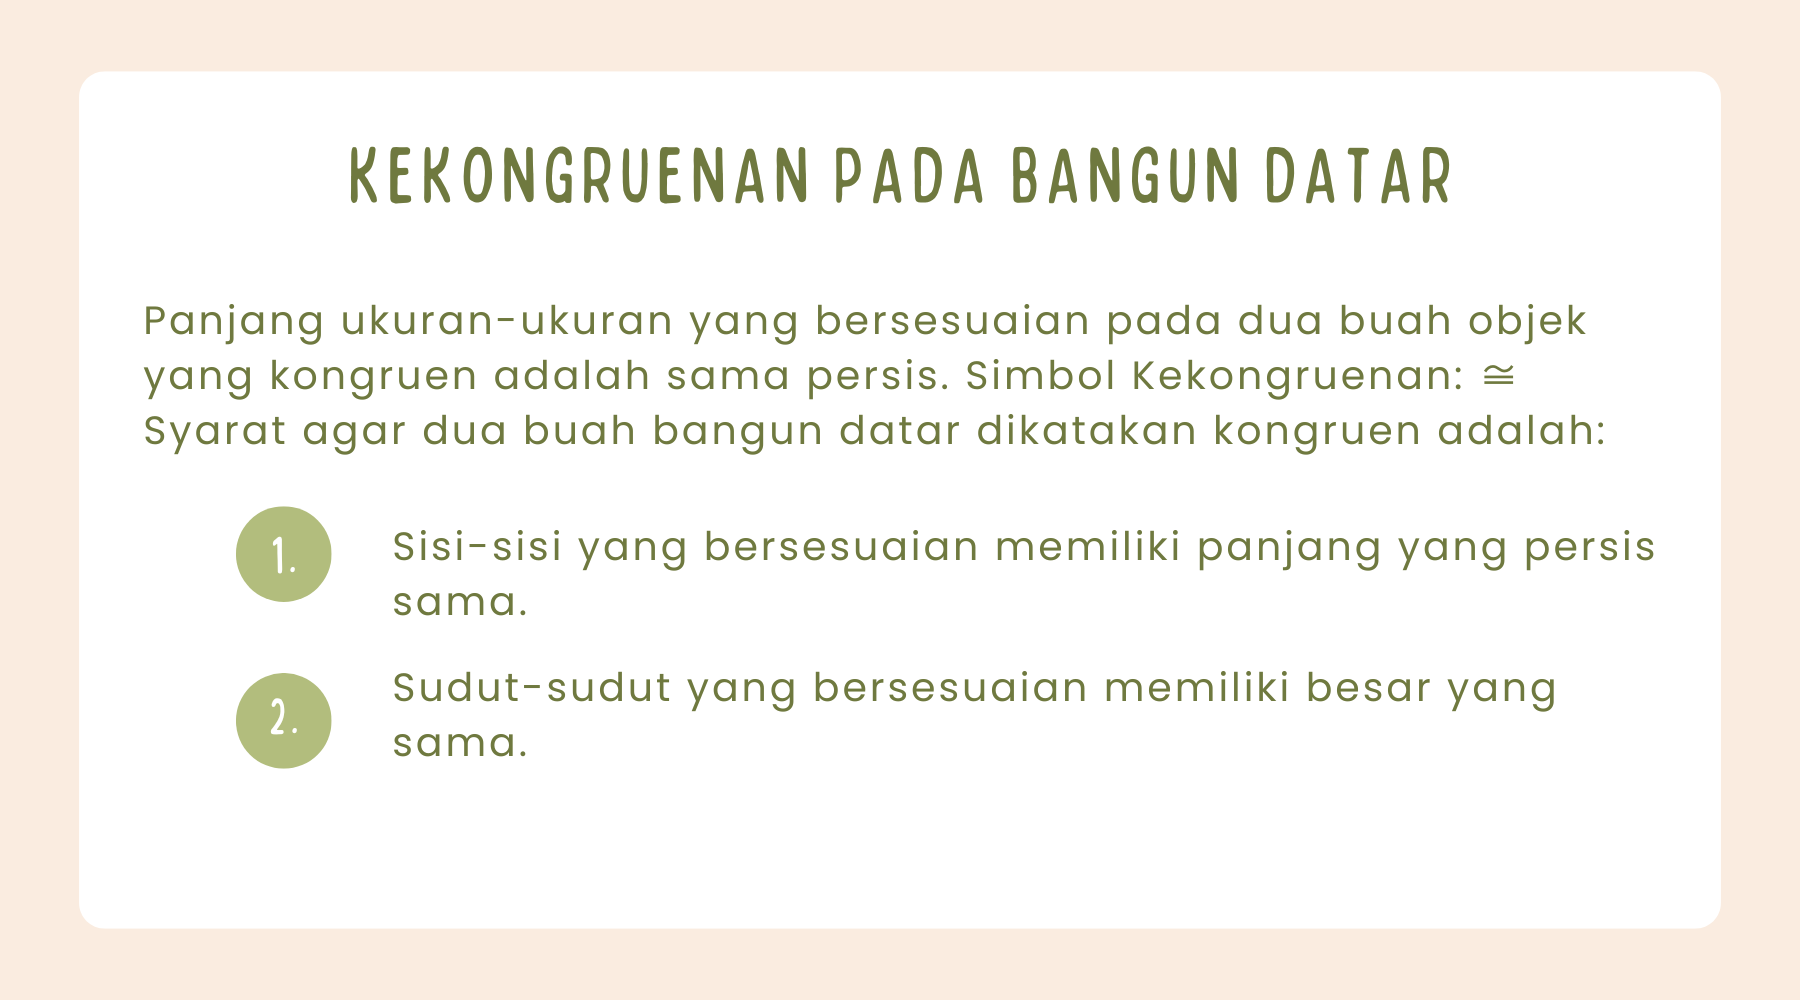 KEKONGRUENAN PADA BANGUN DATAR
Panjang ukuran-ukuran yang bersesuaian pada dua buah objek
yang kongruen adalah sama persis. Simbol Kekongruenan: ≅
Syarat agar dua buah bangun datar dikatakan kongruen adalah:
1. Sisi-sisi yang bersesuaian memiliki panjang yang persis
sama.
2. Sudut-sudut yang bersesuaian memiliki besar yang
sama.